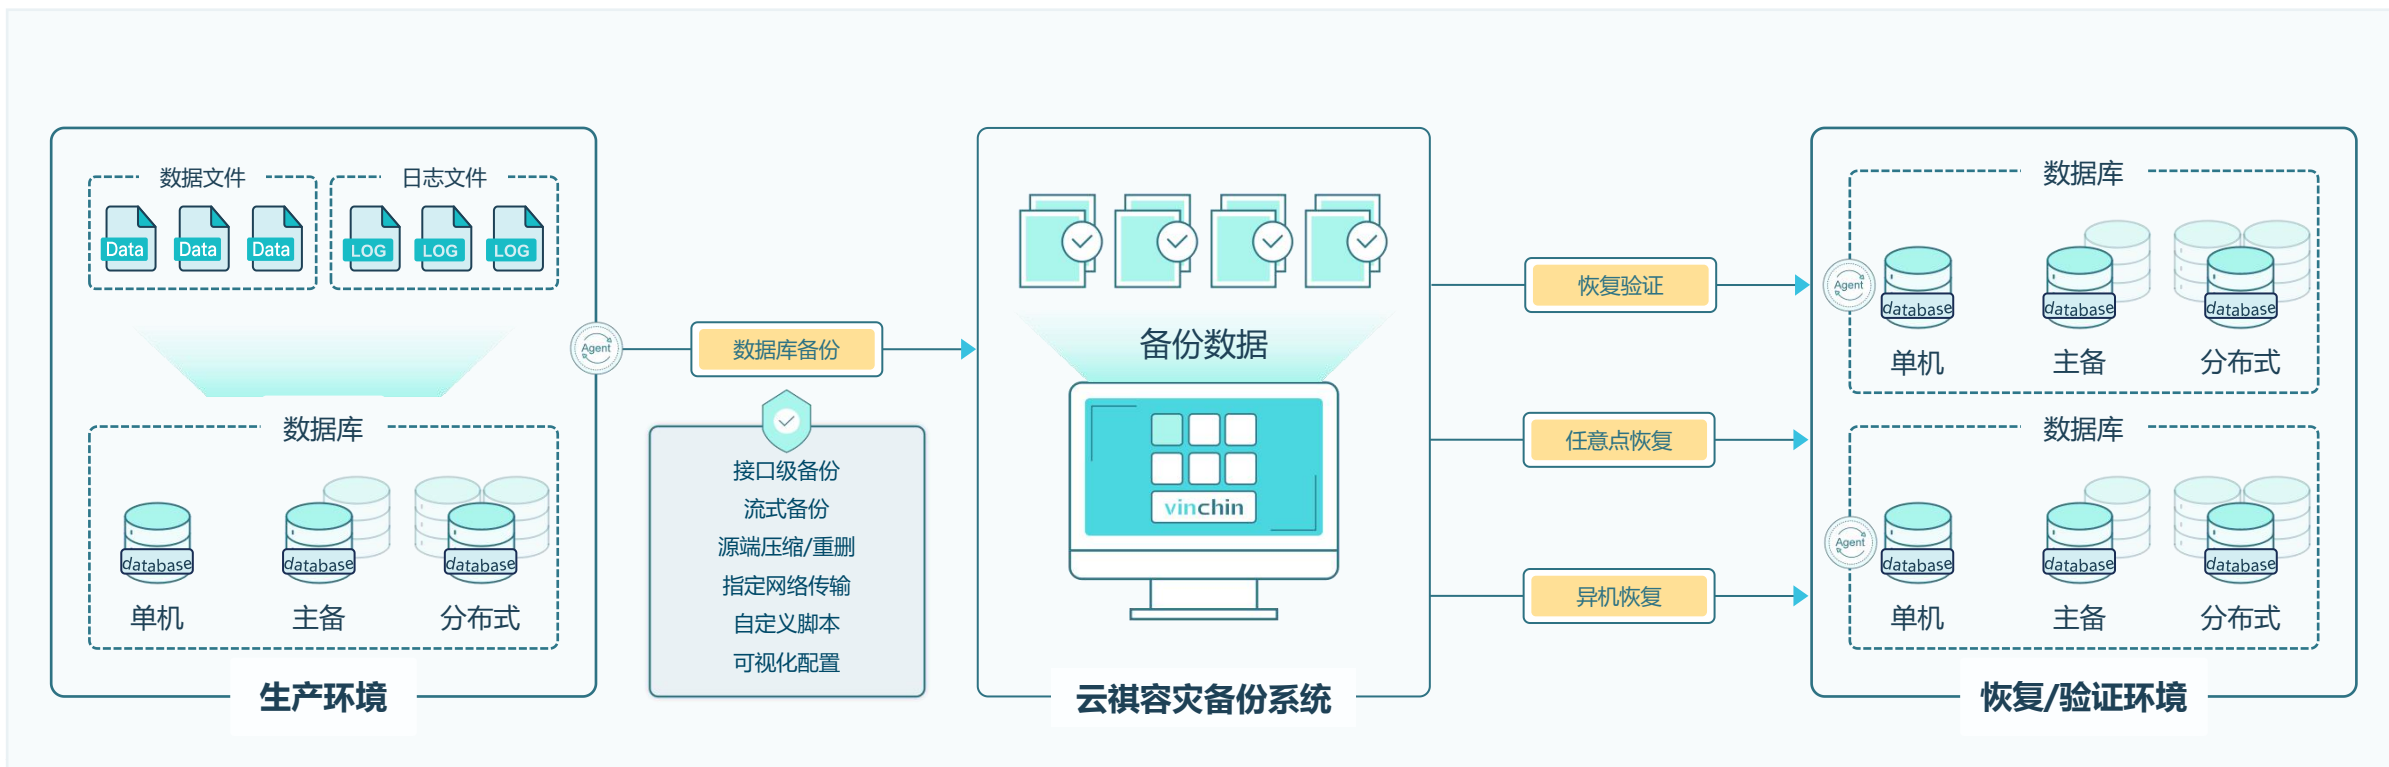 数据文件
日志文件
Data
Data
Data
LOG
LOG
LOG
数据库
database
database
database
单机
主备
分布式
生产环境
Agent
数据库备份
接口级备份
流式备份
源端压缩/重删
指定网络传输
自定义脚本
可视化配置
备份数据
vinchin
云祺容灾备份系统
恢复验证
任意点恢复
异机恢复
数据库
Agent
database
database
database
单机
主备
分布式
数据库
Agent
database
database
database
单机
主备
分布式
恢复/验证环境